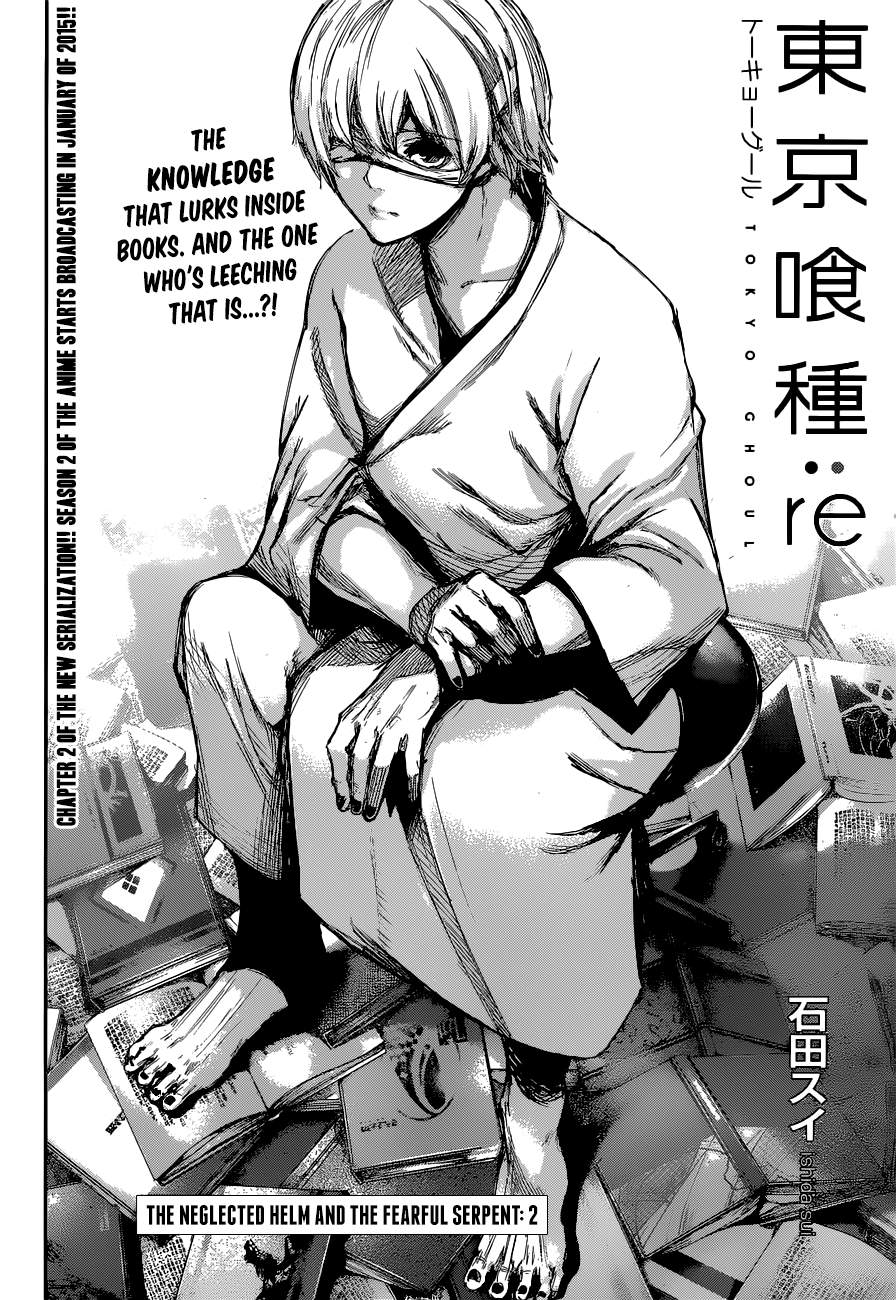 東京喰種:re
トーキョーグール
TOKYO GHOUL
CHAPTER 2 OF THE NEW SERIALIZATION!! SEASON 2 OF THE ANIME STARTS BROADCASTING IN JANUARY OF 2015!!
THE
KNOWLEDGE
THAT LURKS INSIDE
BOOKS. AND THE ONE
WHO'S LEECHING
THAT IS...?!
石田スイ
ishida sui
THE NEGLECTED HELM AND THE FEARFUL SERPENT: 2